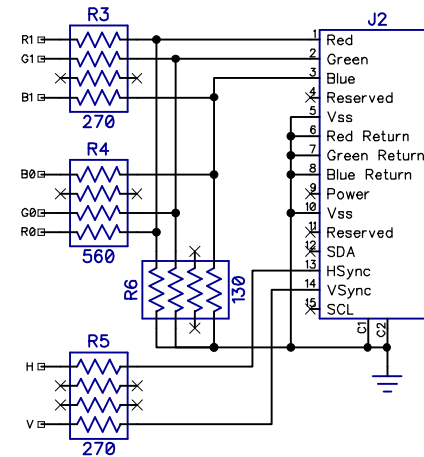 R3
R1
G1
B1
270
R4
B0
G0
R0
560
R6
130
R5
H
V
270
J2
1 Red
2 Green
3 Blue
4 Reserved
5 Vss
6 Red Return
7 Green Return
8 Blue Return
9 Power
10 Vss
11 Reserved
12 SDA
13 HSync
14 VSync
15 SCL
C1
C2